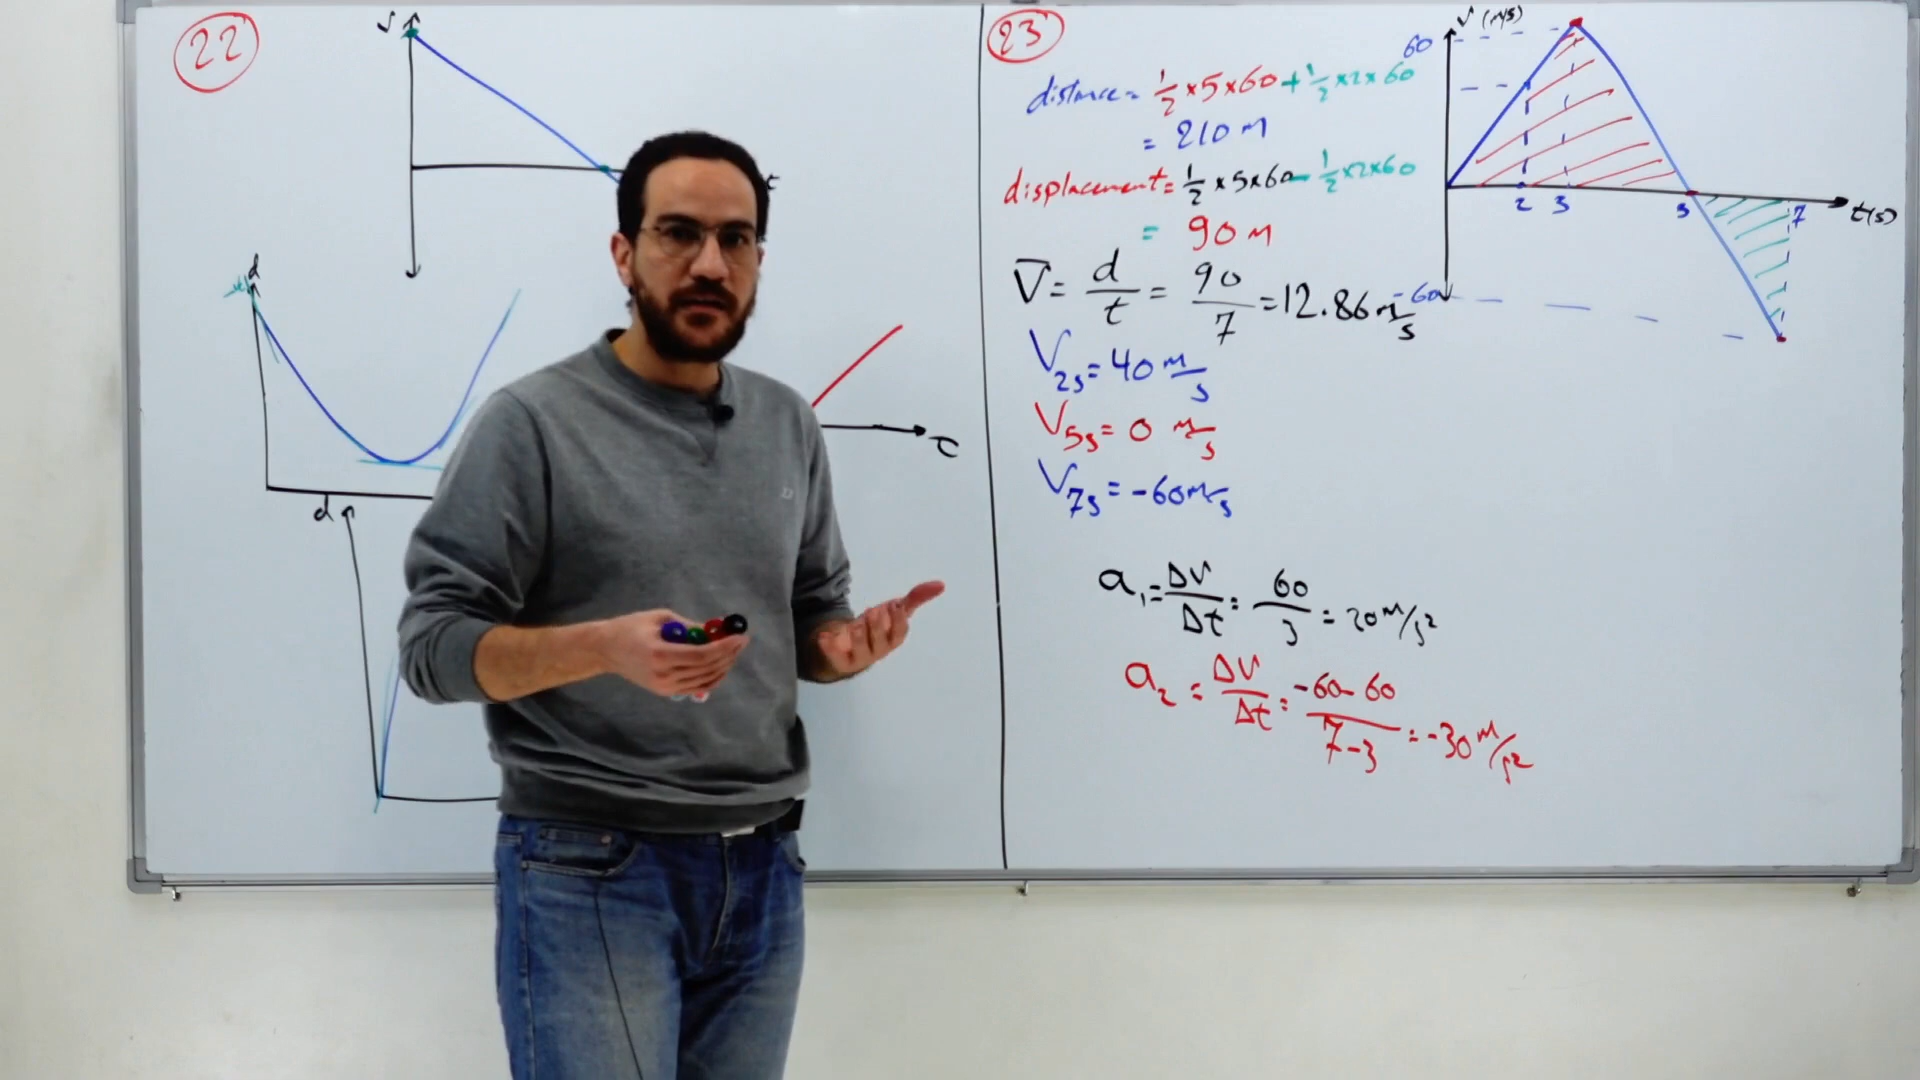 22
v
t
d
t
d
23
distance = 1/2 × 5 × 60 + 1/2 × 2 × 60
= 210 m
displacement = 1/2 × 5 × 60 - 1/2 × 2 × 60
= 90 m
V̅ = d/t = 90/7 = 12.86 m/s
V2s = 40 m/s
V5s = 0 m/s
V7s = -60 m/s
a1 = ΔV/Δt = 60/3 = 20 m/s²
a2 = ΔV/Δt = -60-60/7-3 = -30 m/s²
V (m/s)
60
2 3 5 7
t(s)
-60